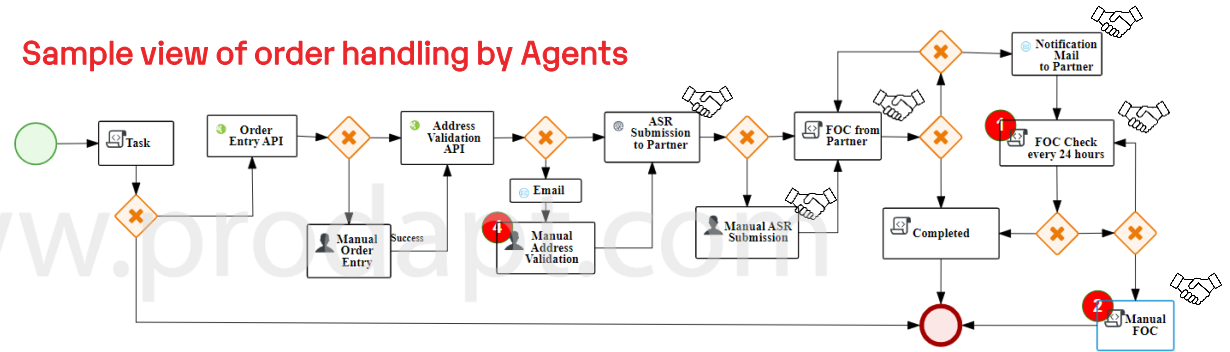 Sample view of order handling by Agents
Notification
Mail
to Partner
Task
Order
Entry API
Address
Validation
API
ASR
Submission
to Partner
FOC from
Partner
1
FOC Check
every 24 hours
Email
4
Manual
Order
Entry
Success
Manual
Address
Validation
Manual ASR
Submission
Completed
2
Manual
FOC
www.prodapt.com